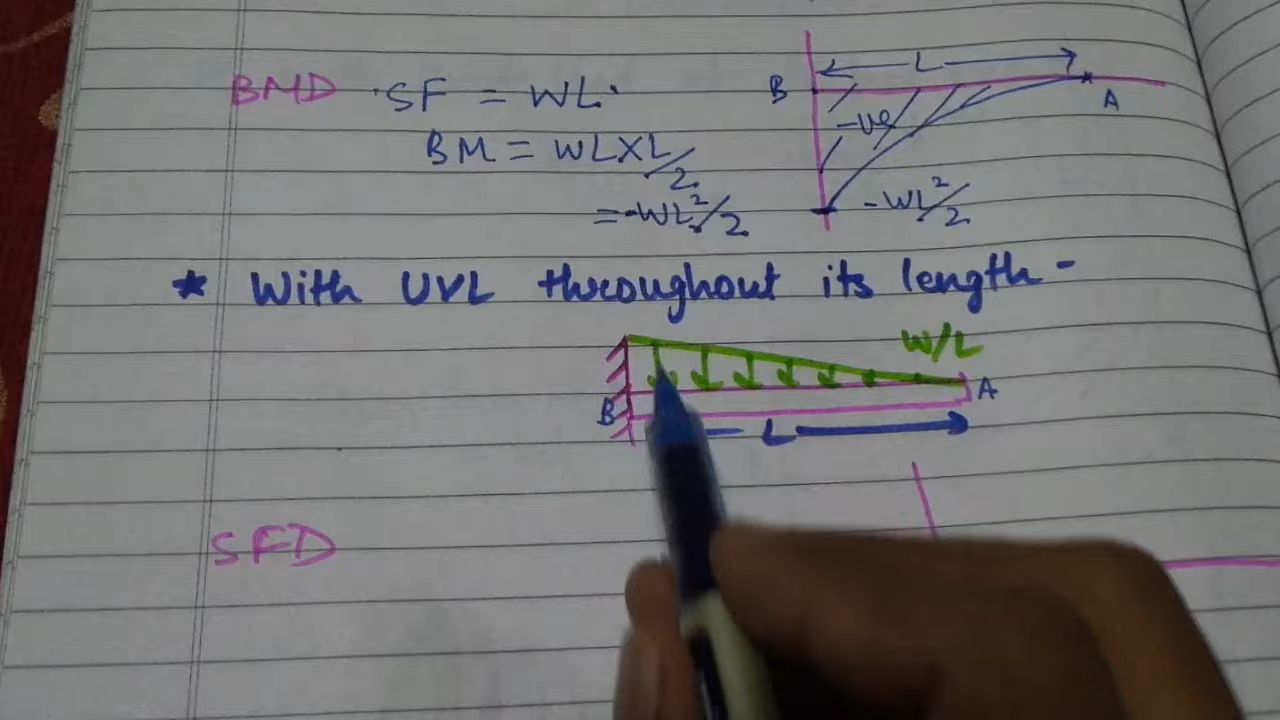 BMD SF = WL.
B L A
BM = WL X L/2
-ve
= -WL²/2
-WL²/2
* With UVL throughout its length -
W/L
B A
L
SFD